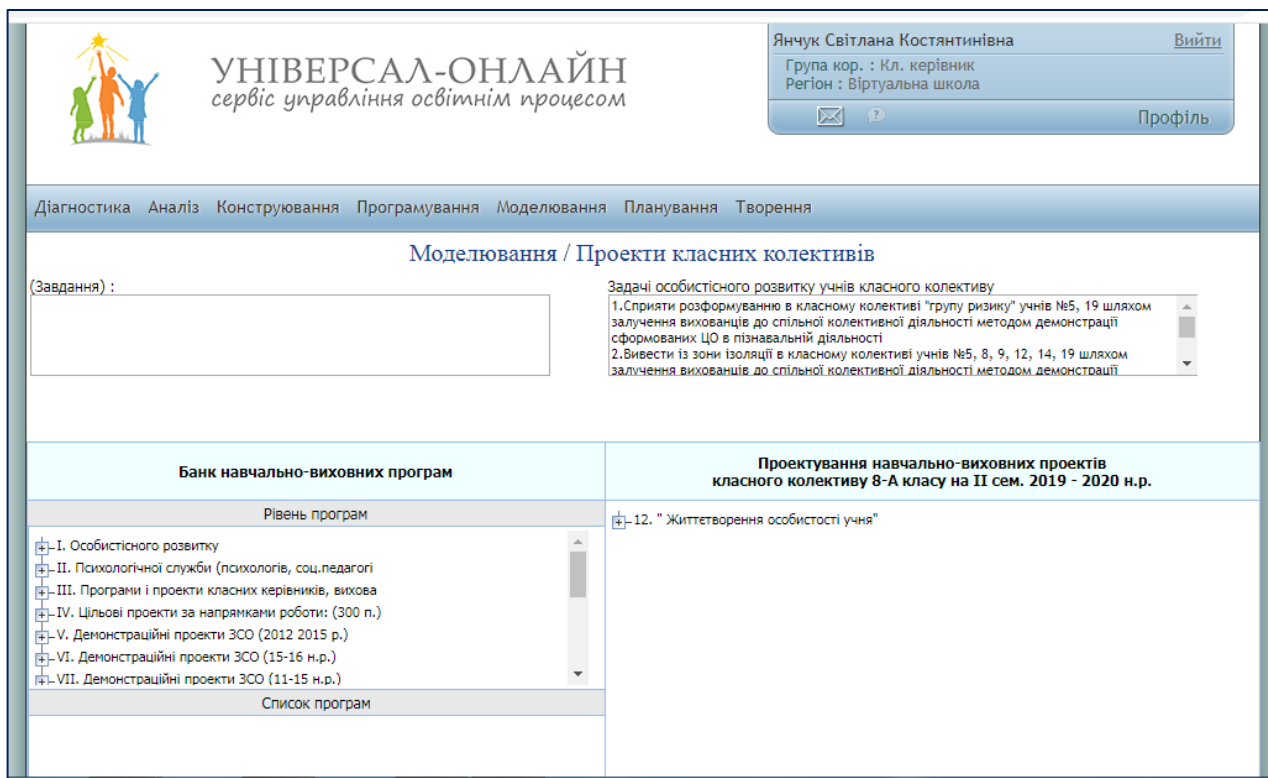 УНІВЕРСАЛ-ОНЛАЙН
сервіс управління освітнім процесом
Янчук Світлана Костянтинівна
Вийти
Група кор. : Кл. керівник
Регіон : Віртуальна школа
?
Профіль
Діагностика Аналіз Конструювання Програмування Моделювання Планування Творення
Моделювання / Проекти класних колективів
(Завдання) :
Задачі особистісного розвитку учнів класного колективу
1.Сприяти розформуванню в класному колективі "групу ризику" учнів №5, 19 шляхом
залучення вихованців до спільної колективної діяльності методом демонстрації
сформованих ЦО в пізнавальній діяльності
2.Вивести із зони ізоляції в класному колективі учнів №5, 8, 9, 12, 14, 19 шляхом
залучення вихованців до спільної колективної діяльності методом демонстрації
Банк навчально-виховних програм
Проектування навчально-виховних проектів
класного колективу 8-А класу на II сем. 2019 - 2020 н.р.
Рівень програм
I. Особистісного розвитку
II. Психологічної служби (психологів, соц.педагогі
III. Програми і проекти класних керівників, вихова
IV. Цільові проекти за напрямками роботи: (300 п.)
V. Демонстраційні проекти ЗСО (2012 2015 р.)
VI. Демонстраційні проекти ЗСО (15-16 н.р.)
VII. Демонстраційні проекти ЗСО (11-15 н.р.)
12. " Життєтворення особистості учня"
Список програм